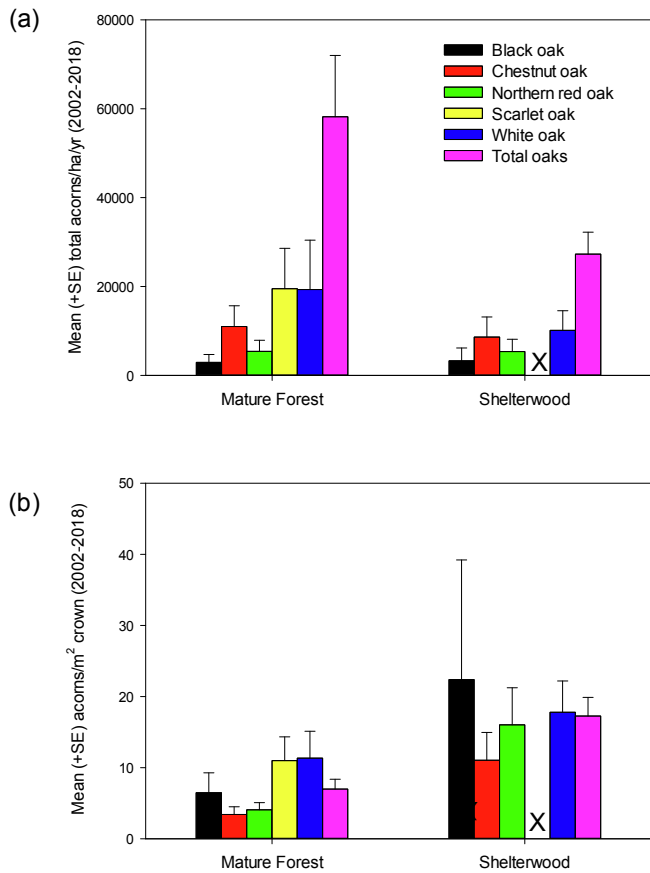 (a)
80000
60000
40000
20000
0
Mean (+SE) total acorns/ha/yr (2002-2018)
Black oak
Chestnut oak
Northern red oak
Scarlet oak
White oak
Total oaks
X
Mature Forest
Shelterwood
(b)
50
40
30
20
10
0
Mean (+SE) acorns/m² crown (2002-2018)
X
Mature Forest
Shelterwood